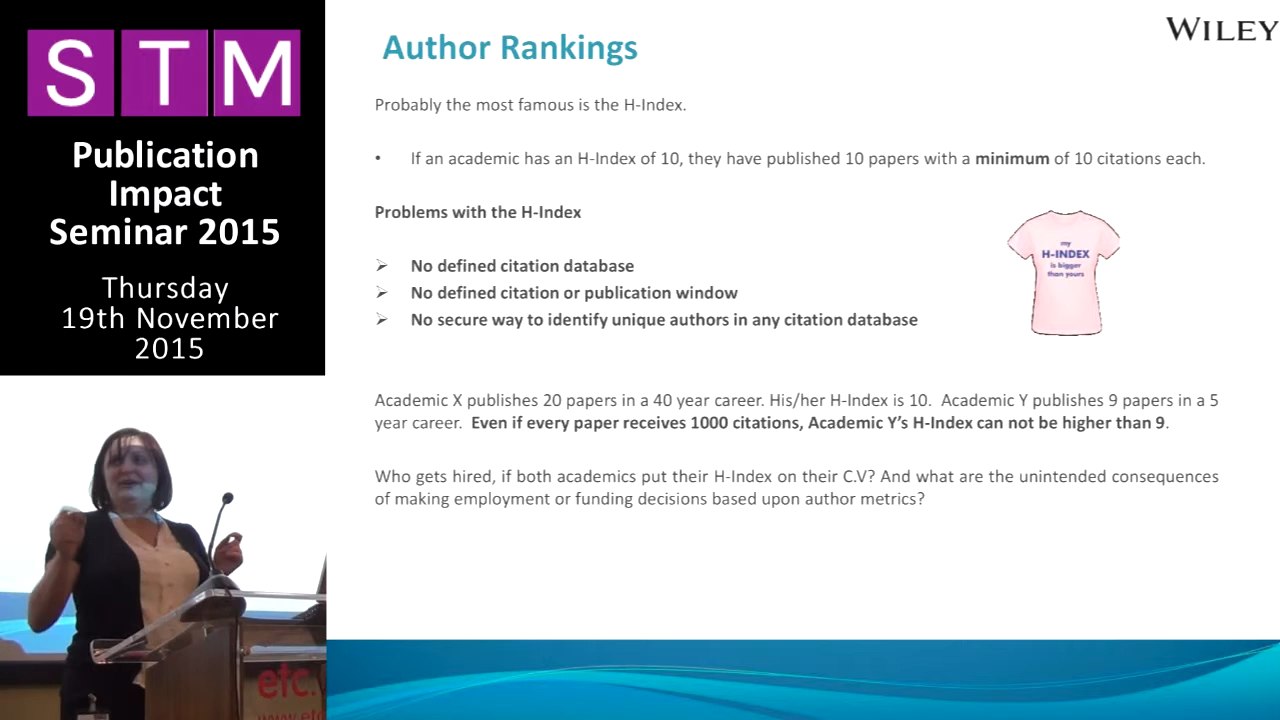 STM
Publication
Impact
Seminar 2015
Thursday
19th November
2015
WILEY
Author Rankings
Probably the most famous is the H-Index.
• If an academic has an H-Index of 10, they have published 10 papers with a minimum of 10 citations each.
Problems with the H-Index
➢ No defined citation database
➢ No defined citation or publication window
➢ No secure way to identify unique authors in any citation database
my
H-INDEX
is bigger
than yours
Academic X publishes 20 papers in a 40 year career. His/her H-Index is 10. Academic Y publishes 9 papers in a 5
year career. Even if every paper receives 1000 citations, Academic Y's H-Index can not be higher than 9.
Who gets hired, if both academics put their H-Index on their C.V? And what are the unintended consequences
of making employment or funding decisions based upon author metrics?
etc.